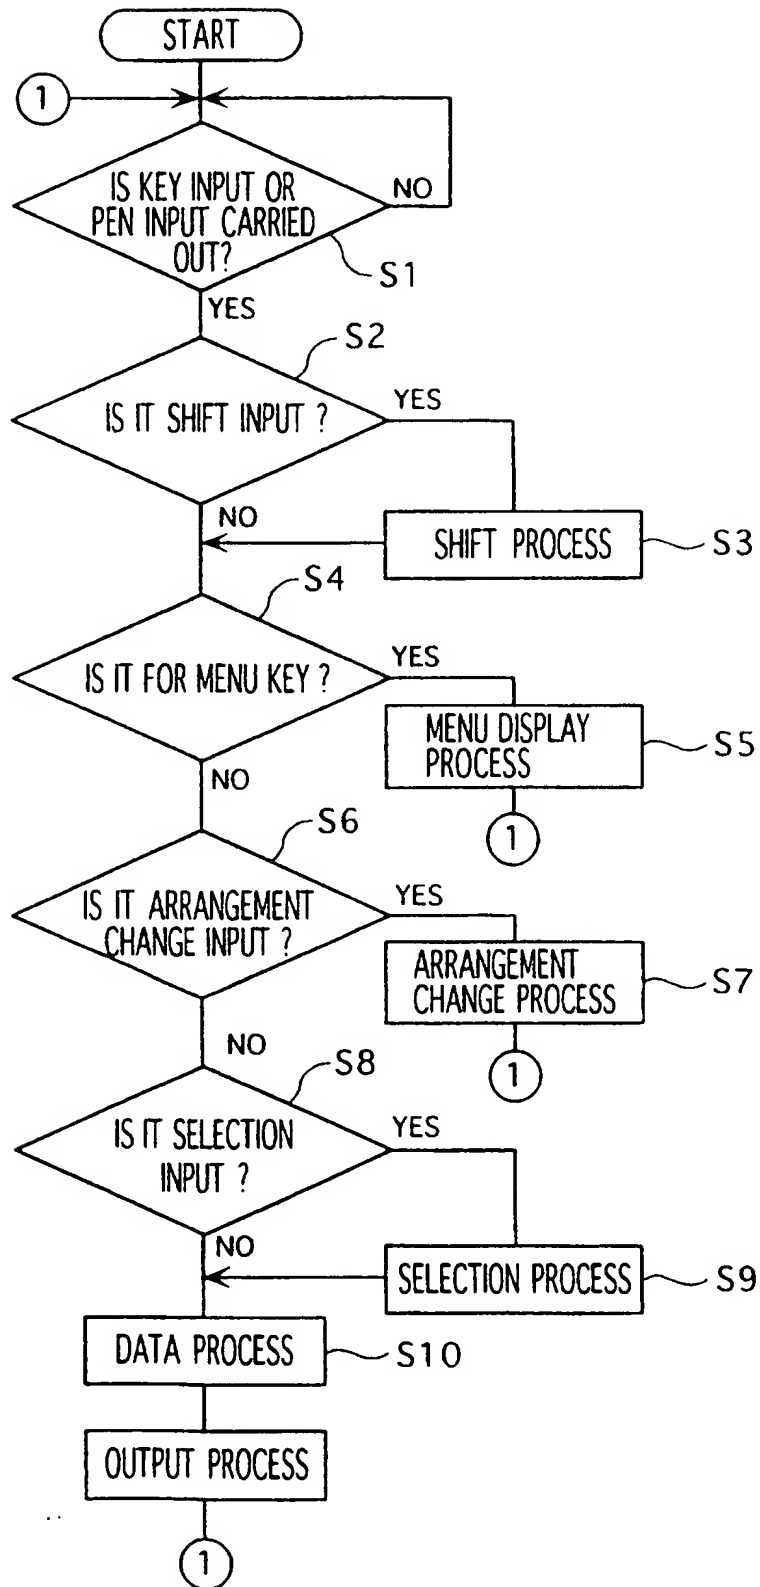 START
1
IS KEY INPUT OR
PEN INPUT CARRIED
OUT?
NO
S1
YES
S2
IS IT SHIFT INPUT ?
YES
NO
SHIFT PROCESS
S3
S4
IS IT FOR MENU KEY ?
YES
MENU DISPLAY
PROCESS
S5
NO
1
S6
IS IT ARRANGEMENT
CHANGE INPUT ?
YES
ARRANGEMENT
CHANGE PROCESS
S7
NO
1
S8
IS IT SELECTION
INPUT ?
YES
NO
SELECTION PROCESS
S9
DATA PROCESS
S10
OUTPUT PROCESS
1